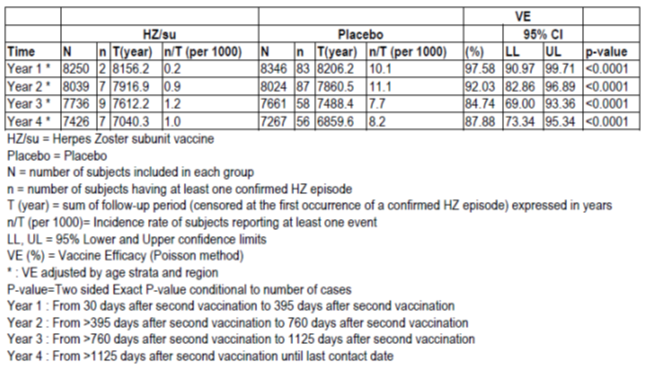 VE
HZ/su Placebo 95% CI
Time N n T(year) n/T (per 1000) N n T(year) n/T (per 1000) (%) LL UL p-value
Year 1 * 8250 2 8156.2 0.2 8346 83 8206.2 10.1 97.58 90.97 99.71 <0.0001
Year 2 * 8039 7 7916.9 0.9 8024 87 7860.5 11.1 92.03 82.86 96.89 <0.0001
Year 3 * 7736 9 7612.2 1.2 7661 58 7488.4 7.7 84.74 69.00 93.36 <0.0001
Year 4 * 7426 7 7040.3 1.0 7267 56 6859.6 8.2 87.88 73.34 95.34 <0.0001
HZ/su = Herpes Zoster subunit vaccine
Placebo = Placebo
N = number of subjects included in each group
n = number of subjects having at least one confirmed HZ episode
T (year) = sum of follow-up period (censored at the first occurrence of a confirmed HZ episode) expressed in years
n/T (per 1000)= Incidence rate of subjects reporting at least one event
LL, UL = 95% Lower and Upper confidence limits
VE (%) = Vaccine Efficacy (Poisson method)
* : VE adjusted by age strata and region
P-value=Two sided Exact P-value conditional to number of cases
Year 1 : From 30 days after second vaccination to 395 days after second vaccination
Year 2 : From >395 days after second vaccination to 760 days after second vaccination
Year 3 : From >760 days after second vaccination to 1125 days after second vaccination
Year 4 : From >1125 days after second vaccination until last contact date